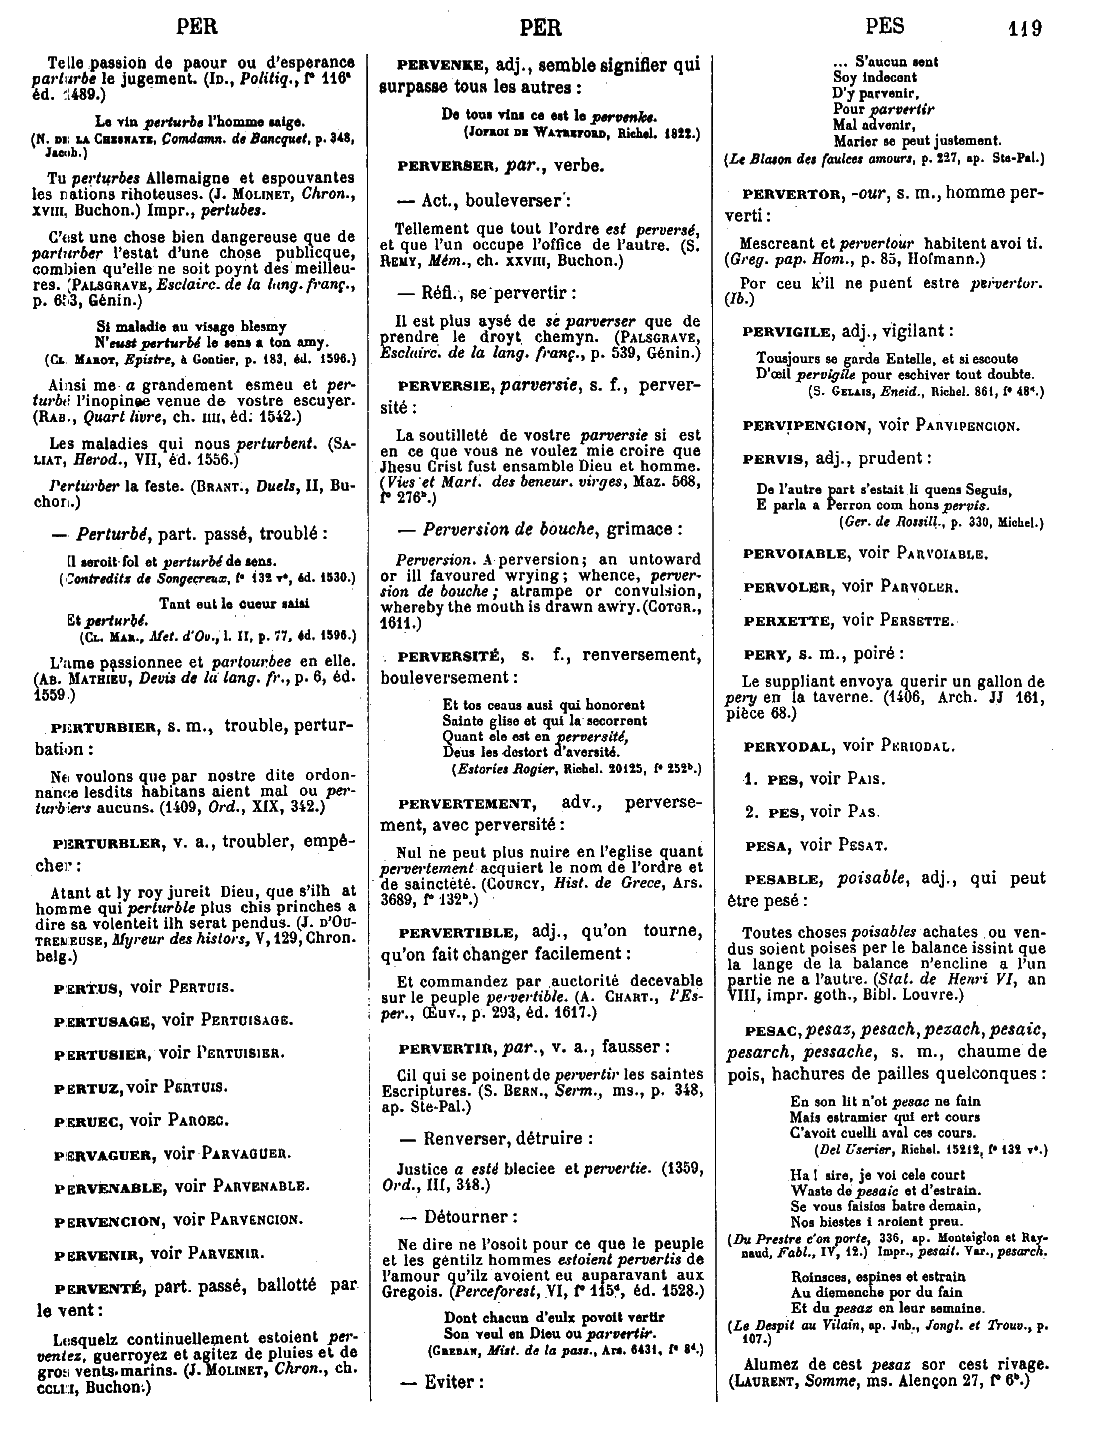 PER
PER
PES
119
Telle passion de paour ou d'esperance
parturbe le jugement. (ID., Politiq., f° 116ª
éd. 1489.)
Le vin perturbe l'homme saige.
(N. DE LA CHESNAYE, Comdamn. de Bancquet, p. 348,
Jacob.)
Tu perturbes Allemaigne et espouvantes
les nations rihoteuses. (J. MOLINET, Chron.,
XVIII, Buchon.) Impr., pertubes.
C'est une chose bien dangereuse que de
parturber l'estat d'une chose publicque,
combien qu'elle ne soit poynt des meilleu-
res. (PALSGRAVE, Esclairc. de la lang. franç.,
p. 653, Génin.)
Si maladie au visage blesmy
N'eust perturbé le sens a ton amy.
(CL. MAROT, Epistre, à Gontier, p. 183, éd. 1596.)
Ainsi me a grandement esmeu et per-
turbé l'inopinee venue de vostre escuyer.
(RAB., Quart livre, ch. IIII, éd. 1542.)
Les maladies qui nous perturbent. (SA-
LIAT, Herod., VII, éd. 1556.)
Perturber la feste. (BRANT., Duels, II, Bu-
chon.)
— Perturbé, part. passé, troublé :
Il seroit fol et perturbé de sens.
(Contreditz de Songecreux, f° 132 v°, éd. 1530.)
Tant eut le cueur saisi
Et perturbé.
(CL. MAR., Met. d'Ov., l. II, p. 77, éd. 1596.)
L'ame passionnee et partourbee en elle.
(AB. MATHIEU, Devis de la lang. fr., p. 6, éd.
1559.)
PERTURBIER, s. m., trouble, pertur-
bation :
Ne voulons que par nostre dite ordon-
nance lesdits habitans aient mal ou per-
turbiers aucuns. (1409, Ord., XIX, 342.)
PERTURBLER, v. a., troubler, empê-
cher :
Atant at ly roy jureit Dieu, que s'ilh at
homme qui perturble plus chis princhos a
dire sa volenteit ilh serat pendus. (J. D'OU-
TREMEUSE, Myreur des histors, V, 129, Chron.
belg.)
PERTUS, voir PERTUIS.
PERTUSAGE, voir PERTUISAGE.
PERTUSIER, voir PERTUISIER.
PERTUZ, voir PERTUIS.
PERUEC, voir PAROEC.
PERVAGUER, voir PARVAGUER.
PERVENABLE, voir PARVENABLE.
PERVENCION, voir PARVENCION.
PERVENIR, voir PARVENIR.
PERVENTÉ, part. passé, ballotté par
le vent :
Lesquelz continuellement estoient per-
ventez, guerroyez et agitez de pluies et de
gros vents marins. (J. MOLINET, Chron., ch.
CCLII, Buchon.)
PERVENKE, adj., semble signifier qui
surpasse tous les autres :
De tous vins ce est le pervenke.
(JOFROI DE WATREFORD, Richel. 1822.)
PERVERSER, par., verbe.
— Act., bouleverser :
Tellement que tout l'ordre est perversé,
et que l'un occupe l'office de l'autre. (S.
REMY, Mém., ch. XXVIII, Buchon.)
— Réfl., se pervertir :
Il est plus aysé de se parverser que de
prendre le droyt chemyn. (PALSGRAVE,
Esclairc. de la lang. franç., p. 539, Génin.)
PERVERSIE, parversie, s. f., perver-
sité :
La soutilleté de vostre parversie si est
en ce que vous ne voulez mie croire que
Jhesu Crist fust ensamble Dieu et homme.
(Vies et Mart. des beneur. virges, Maz. 568,
f° 276ᵇ.)
— Perversion de bouche, grimace :
Perversion. A perversion; an untoward
or ill favoured wrying; whence, perver-
sion de bouche; atrampe or convulsion,
whereby the mouth is drawn awry. (COTGR.,
1611.)
PERVERSITÉ, s. f., renversement,
bouleversement :
Et tos ceaus ausi qui honorent
Sainte glise et qui la secorrent
Quant ele est en perversité,
Deus les destort d'aversité.
(Estories Rogier, Richel. 20125, f° 252ᵇ.)
PERVERTEMENT, adv., perverse-
ment, avec perversité :
Nul ne peut plus nuire en l'eglise quant
pervertement acquiert le nom de l'ordre et
de saincteté. (COURCY, Hist. de Grece, Ars.
3689, f° 132ᵇ.)
PERVERTIBLE, adj., qu'on tourne,
qu'on fait changer facilement :
Et commandez par auctorité decevable
sur le peuple pervertible. (A. CHART., l'Es-
per., Œuv., p. 293, éd. 1617.)
PERVERTIR, par., v. a., fausser :
Cil qui se poinent de pervertir les saintes
Escriptures. (S. BERN., Serm., ms., p. 348,
ap. Ste-Pal.)
— Renverser, détruire :
Justice a esté bleciee et pervertie. (1359,
Ord., III, 348.)
— Détourner :
Ne dire ne l'osoit pour ce que le peuple
et les gentilz hommes estoient pervertis de
l'amour qu'ilz avoient eu auparavant aux
Gregois. (Perceforest, VI, f° 115ᵈ, éd. 1528.)
Dont chacun d'eulx povoit vertir
Son veul en Dieu ou parvertir.
(GREBAN, Mist. de la pass., Ars. 6431, f° 8ᵈ.)
— Eviter :
... S'aucun sent
Soy indecent
D'y parvenir,
Pour parvertir
Mal advenir,
Marier se peut justement.
(Le Blason des faulces amours, p. 227, ap. Ste-Pal.)
PERVERTOR, -our, s. m., homme per-
verti :
Mescreant et pervertour habitent avoi ti.
(Greg. pap. Hom., p. 85, Hofmann.)
Por ceu k'il ne puent estre pervertor.
(Ib.)
PERVIGILE, adj., vigilant :
Tousjours se garde Entelle, et si escoute
D'œil pervigile pour eschiver tout doubte.
(S. GELAIS, Eneid., Richel. 861, f° 48ᵈ.)
PERVIPENCION, voir PARVIPENCION.
PERVIS, adj., prudent :
De l'autre part s'estait li quens Seguis,
E parla a Perron com hons pervis.
(Ger. de Rossill., p. 330, Michel.)
PERVOIABLE, voir PARVOIABLE.
PERVOLER, voir PARVOLER.
PERXETTE, voir PERSETTE.
PERY, s. m., poiré :
Le suppliant envoya querir un gallon de
pery en la taverne. (1406, Arch. JJ 161,
pièce 68.)
PERYODAL, voir PERIODAL.
1. PES, voir PAIS.
2. PES, voir PAS.
PESA, voir PESAT.
PESABLE, poisable, adj., qui peut
être pesé :
Toutes choses poisables achates ou ven-
dus soient poises per le balance issint que
la lange de la balance n'encline a l'un
partie ne a l'autre. (Stat. de Henri VI, an
VIII, impr. goth., Bibl. Louvre.)
PESAC, pesaz, pesach, pezach, pesaic,
pesarch, pessache, s. m., chaume de
pois, hachures de pailles quelconques :
En son lit n'ot pesac ne fain
Mais estramier qui ert cours
C'avoit cuelli aval ces cours.
(Del Userier, Richel. 15212, f° 132 v°.)
Ha! sire, je voi cele court
Waste de pesaic et d'estrain.
Se vous faisios batre demain,
Nos biestes i aroient preu.
(Du Prestre c'on porte, 336, ap. Montaiglon et Ray-
naud, Fabl., IV, 12.) Impr., pesait. Var., pesarch.
Roinsces, espines et estrain
Au diemenche por du fain
Et du pesaz en leur semaine.
(Le Despit au Vilain, ap. Jub., Jongl. et Trouv., p.
107.)
Alumez de cest pesaz sor cest rivage.
(LAURENT, Somme, ms. Alençon 27, f° 6ᵇ.)